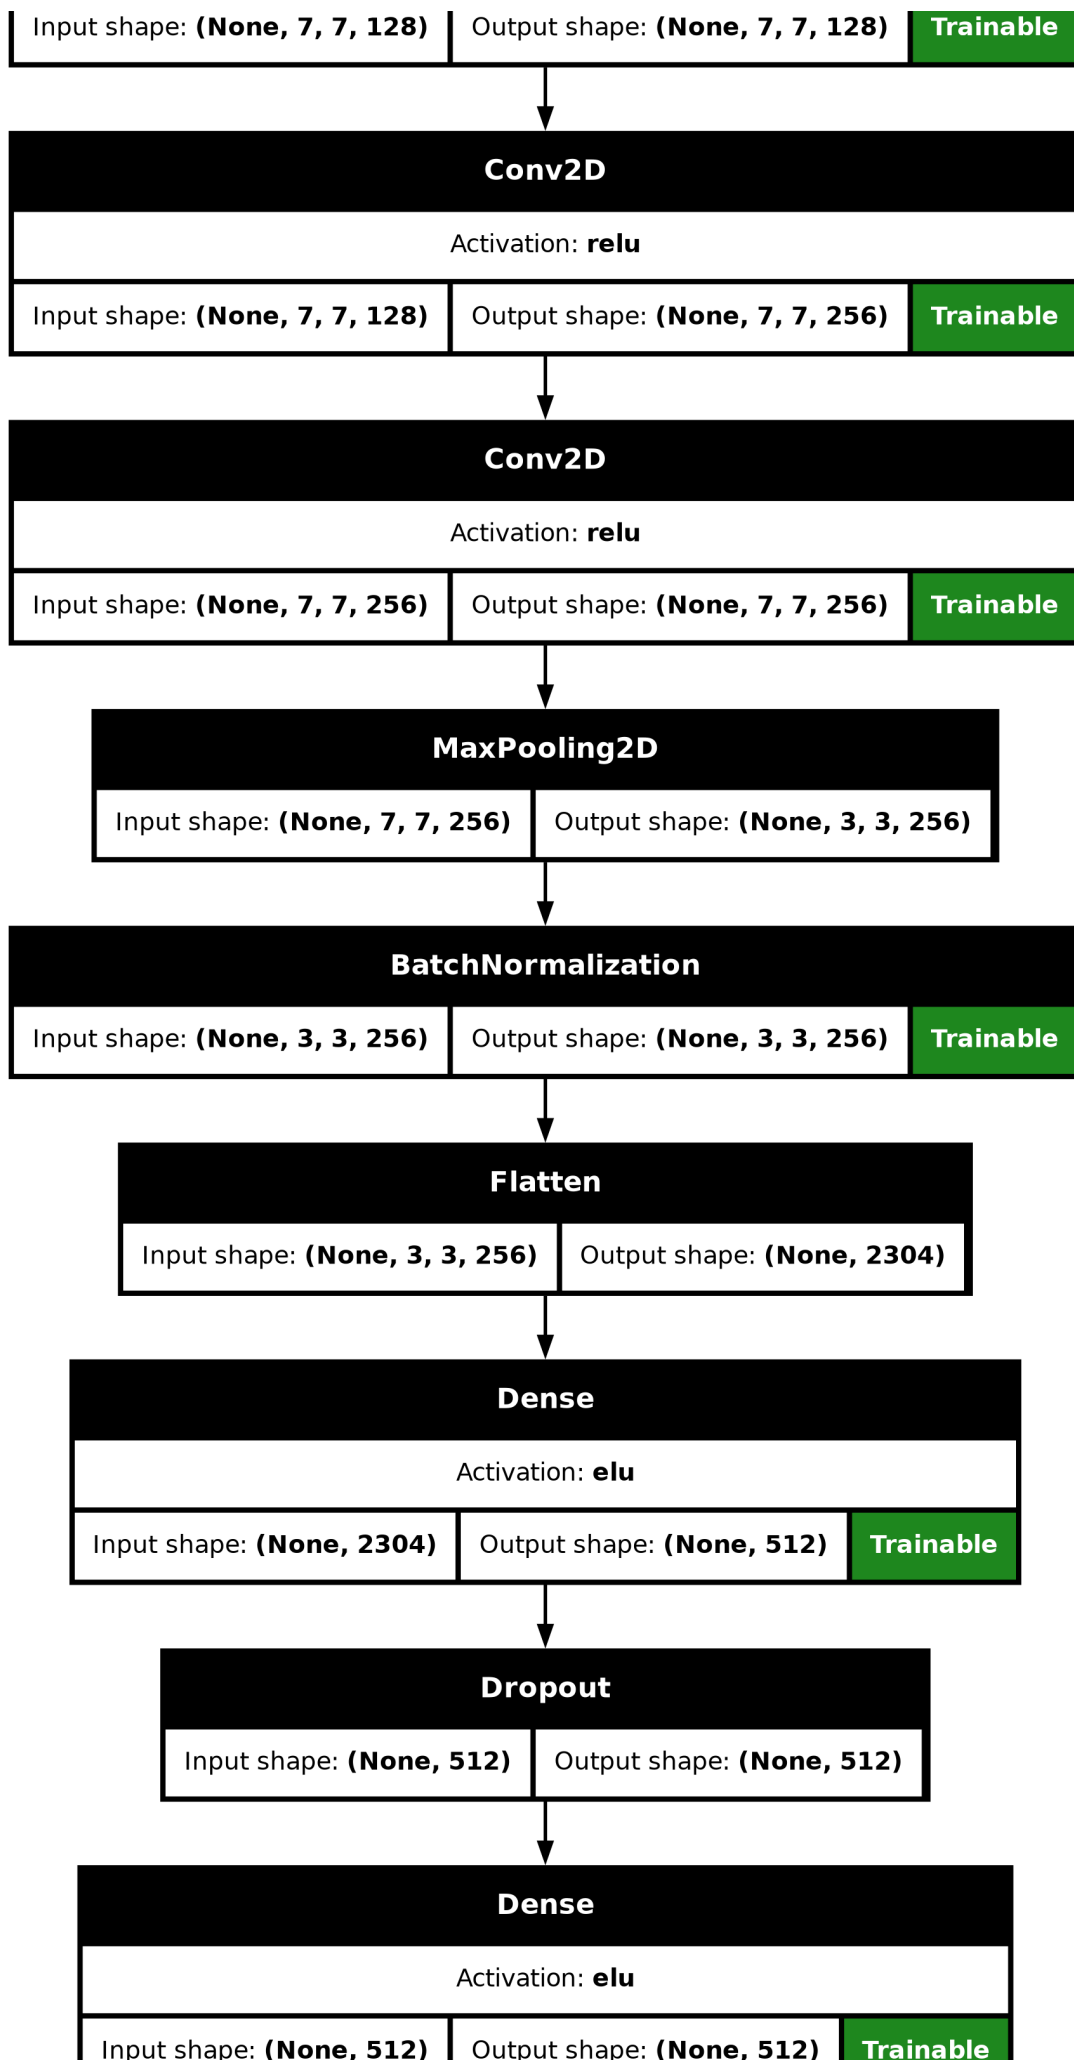 Input shape: (None, 7, 7, 128) Output shape: (None, 7, 7, 128) Trainable
Conv2D
Activation: relu
Input shape: (None, 7, 7, 128) Output shape: (None, 7, 7, 256) Trainable
Conv2D
Activation: relu
Input shape: (None, 7, 7, 256) Output shape: (None, 7, 7, 256) Trainable
MaxPooling2D
Input shape: (None, 7, 7, 256) Output shape: (None, 3, 3, 256)
BatchNormalization
Input shape: (None, 3, 3, 256) Output shape: (None, 3, 3, 256) Trainable
Flatten
Input shape: (None, 3, 3, 256) Output shape: (None, 2304)
Dense
Activation: elu
Input shape: (None, 2304) Output shape: (None, 512) Trainable
Dropout
Input shape: (None, 512) Output shape: (None, 512)
Dense
Activation: elu
Input shape: (None, 512) Output shape: (None, 512) Trainable